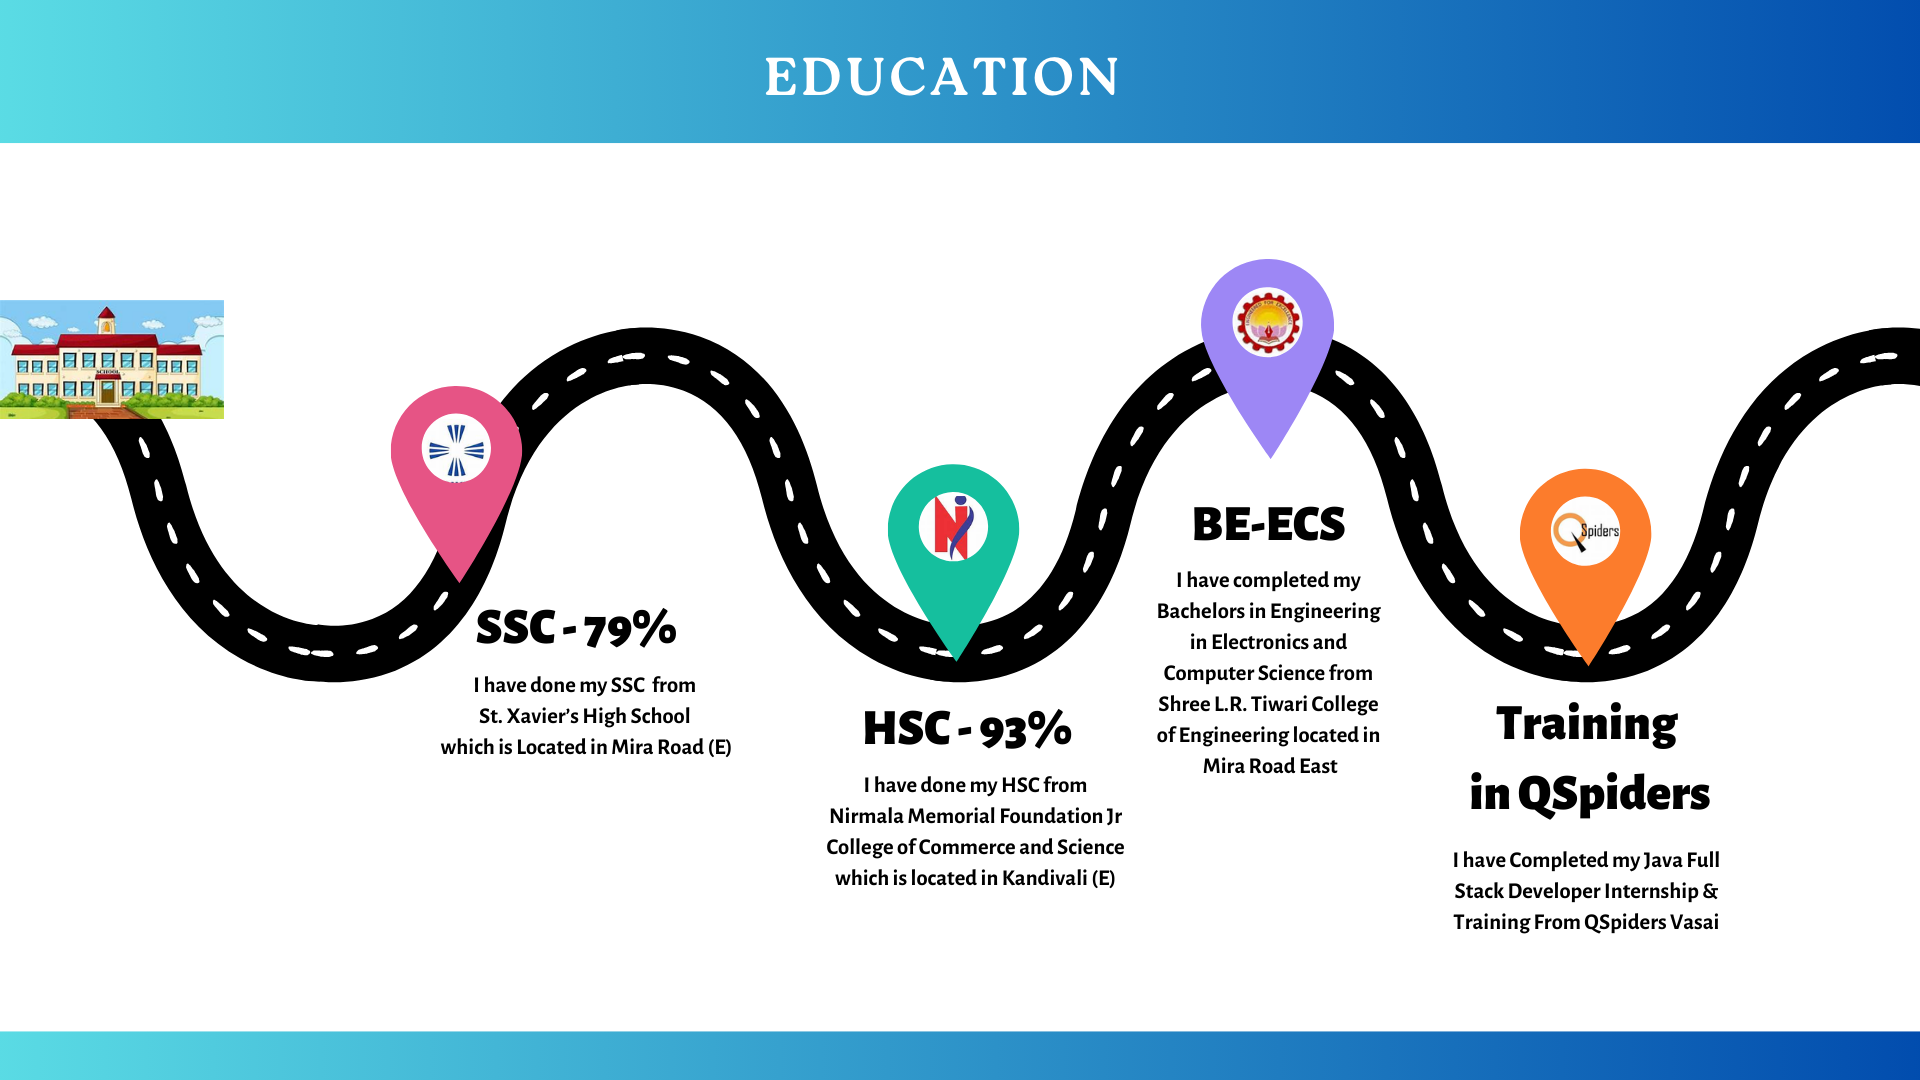 EDUCATION
SCHOOL
SSC - 79%
I have done my SSC from
St. Xavier's High School
which is Located in Mira Road (E)
HSC - 93%
I have done my HSC from
Nirmala Memorial Foundation Jr
College of Commerce and Science
which is located in Kandivali (E)
BE-ECS
I have completed my
Bachelors in Engineering
in Electronics and
Computer Science from
Shree L.R. Tiwari College
of Engineering located in
Mira Road East
QSpiders
Training
in QSpiders
I have Completed my Java Full
Stack Developer Internship &
Training From QSpiders Vasai